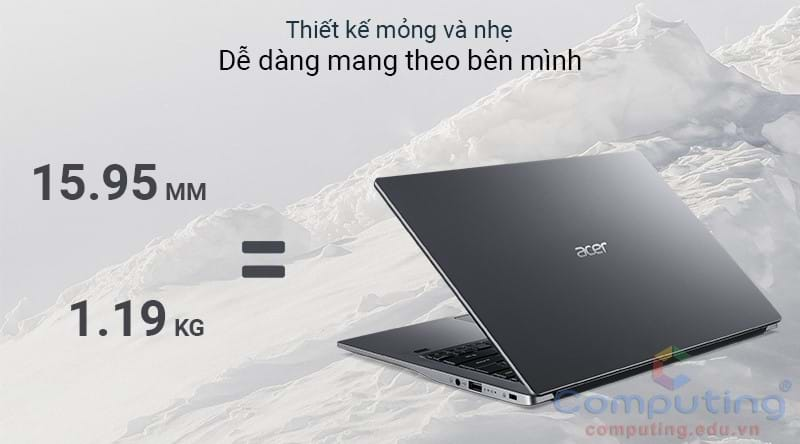 Thiết kế mỏng và nhẹ
Dễ dàng mang theo bên mình
15.95 MM
=
1.19 KG
acer
Computing®
computing.edu.vn